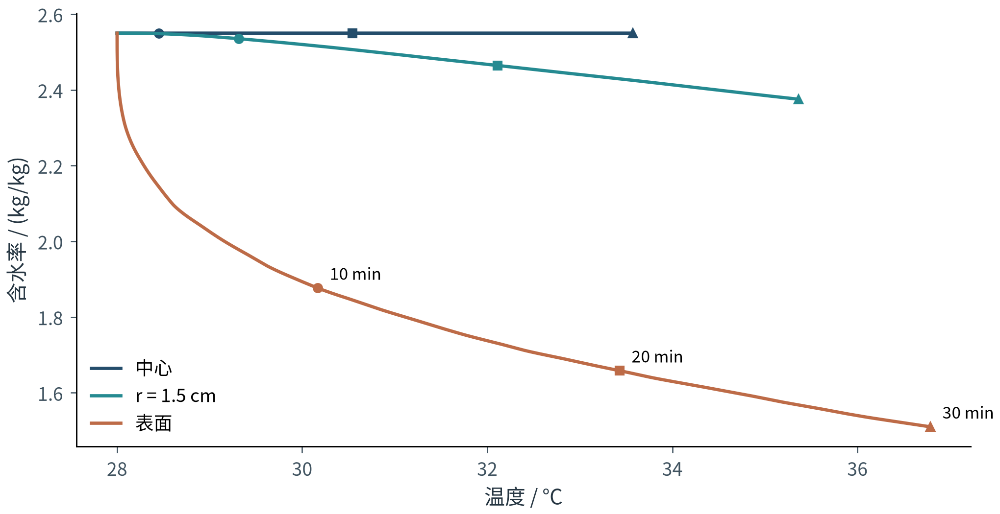 2.6
2.4
2.2
2.0
1.8
1.6
含水率 / (kg/kg)
10 min
20 min
30 min
中心
r = 1.5 cm
表面
28
30
32
34
36
温度 / °C